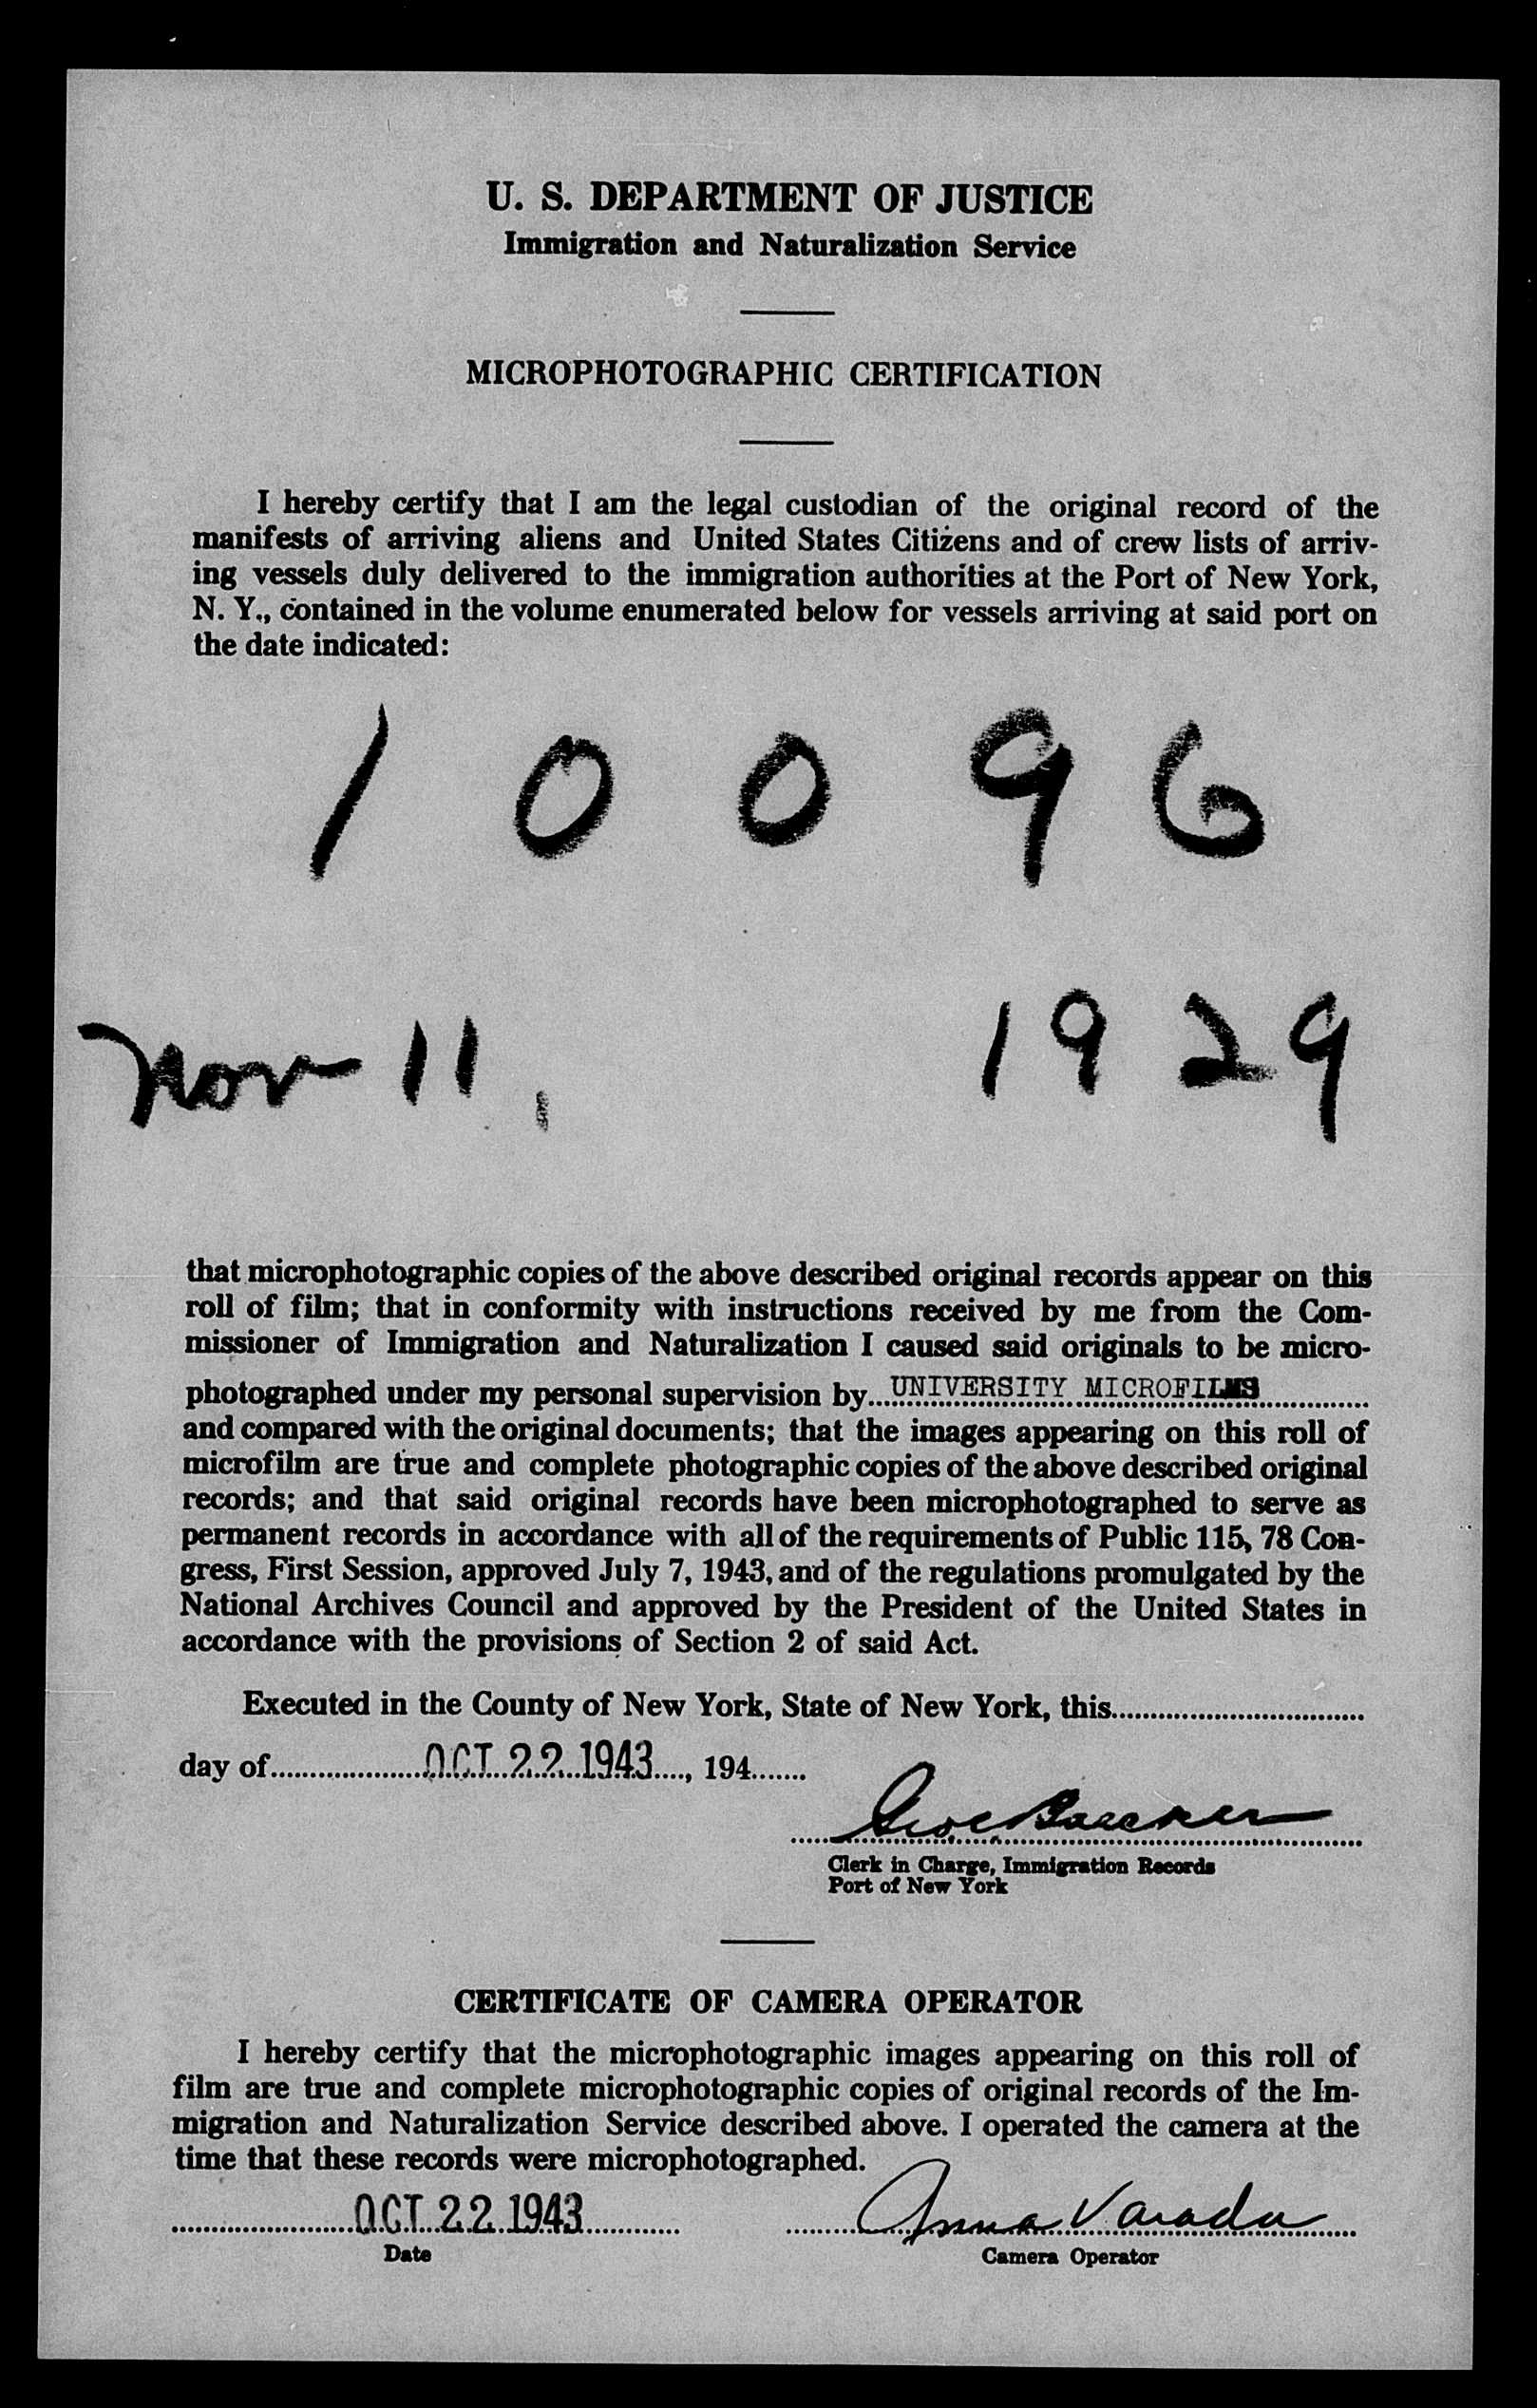 U. S. DEPARTMENT OF JUSTICE
Immigration and Naturalization Service
MICROPHOTOGRAPHIC CERTIFICATION
I hereby certify that I am the legal custodian of the original record of the
manifests of arriving aliens and United States Citizens and of crew lists of arriv-
ing vessels duly delivered to the immigration authorities at the Port of New York,
N. Y., contained in the volume enumerated below for vessels arriving at said port on
the date indicated:
1 0 0 9 6
Nov 11, 1929
that microphotographic copies of the above described original records appear on this
roll of film; that in conformity with instructions received by me from the Com-
missioner of Immigration and Naturalization I caused said originals to be micro-
photographed under my personal supervision by UNIVERSITY MICROFILMS
and compared with the original documents; that the images appearing on this roll of
microfilm are true and complete photographic copies of the above described original
records; and that said original records have been microphotographed to serve as
permanent records in accordance with all of the requirements of Public 115, 78 Con-
gress, First Session, approved July 7, 1943, and of the regulations promulgated by the
National Archives Council and approved by the President of the United States in
accordance with the provisions of Section 2 of said Act.
Executed in the County of New York, State of New York, this
day of OCT 22 1943, 194
Clerk in Charge, Immigration Records
Port of New York
CERTIFICATE OF CAMERA OPERATOR
I hereby certify that the microphotographic images appearing on this roll of
film are true and complete microphotographic copies of original records of the Im-
migration and Naturalization Service described above. I operated the camera at the
time that these records were microphotographed.
OCT 22 1943 Anna Varada
Date Camera Operator